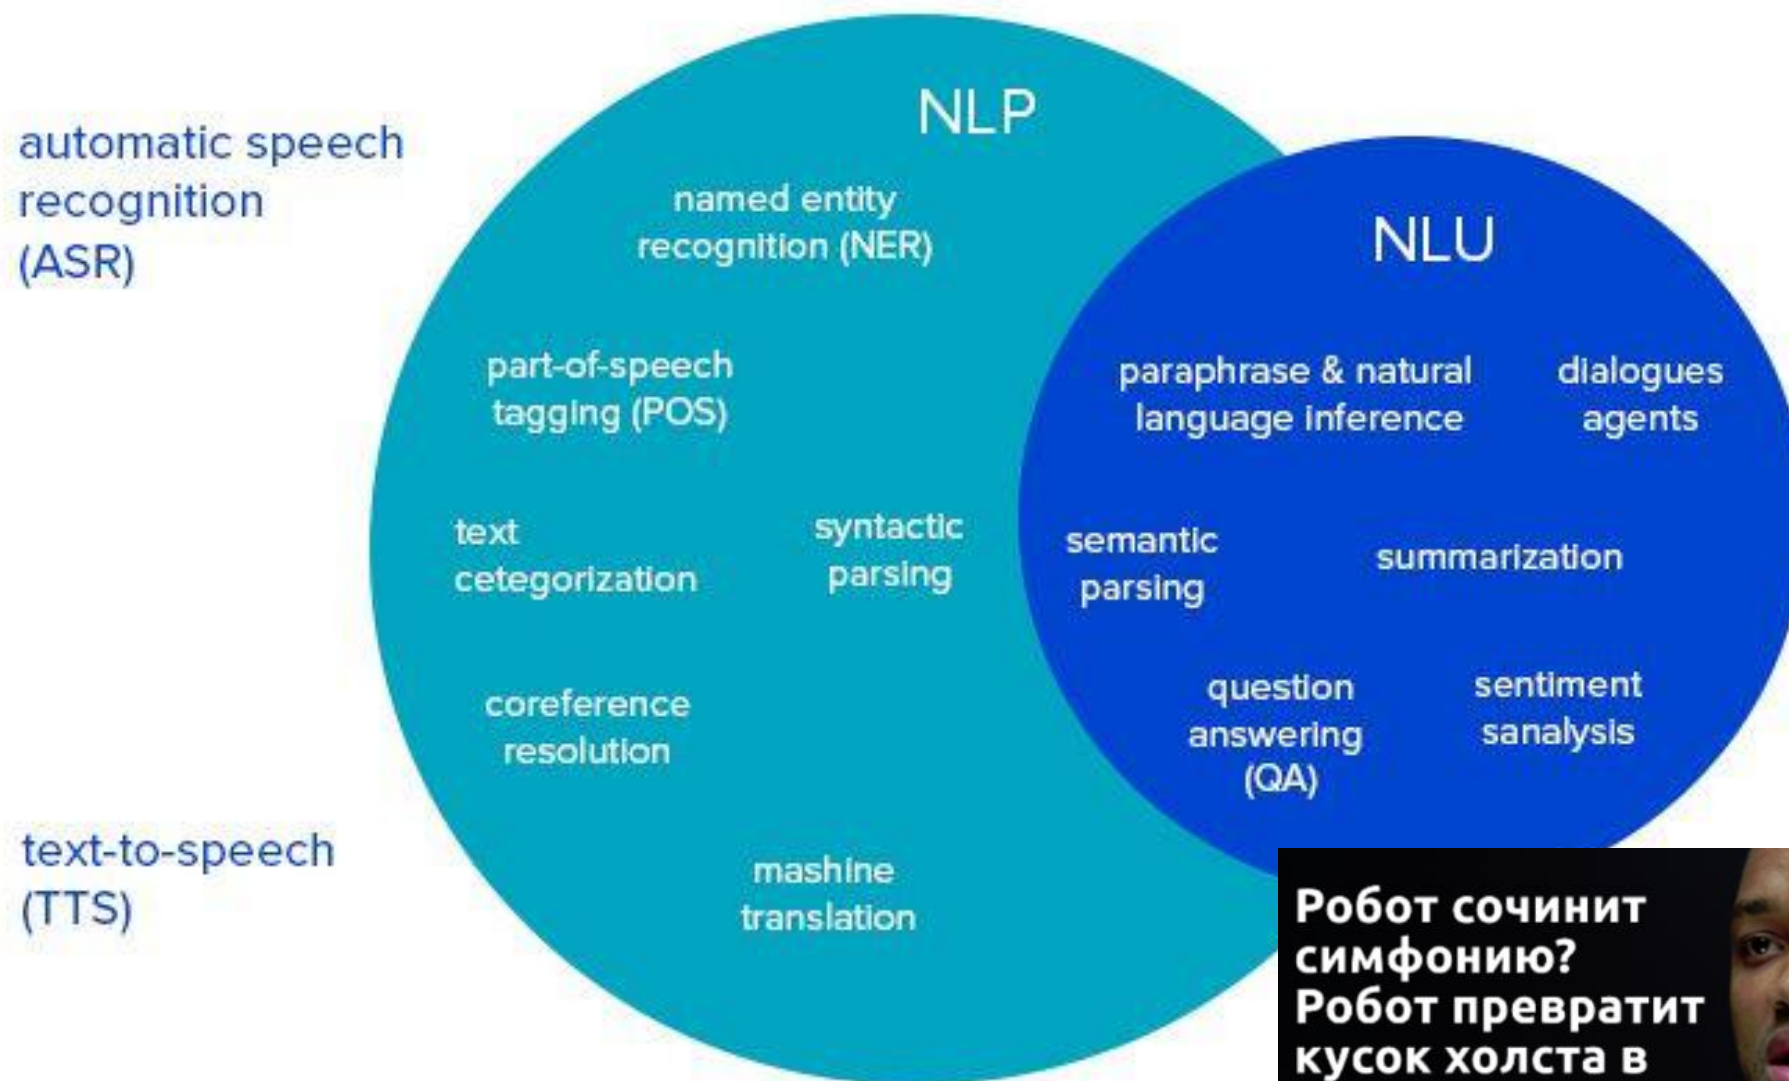 automatic speech
recognition
(ASR)
text-to-speech
(TTS)
NLP
named entity
recognition (NER)
part-of-speech
tagging (POS)
text
cetegorization
syntactic
parsing
coreference
resolution
mashine
translation
NLU
paraphrase & natural
language inference
dialogues
agents
semantic
parsing
summarization
question
answering
(QA)
sentiment
sanalysis
Робот сочинит
симфонию?
Робот превратит
кусок холста в